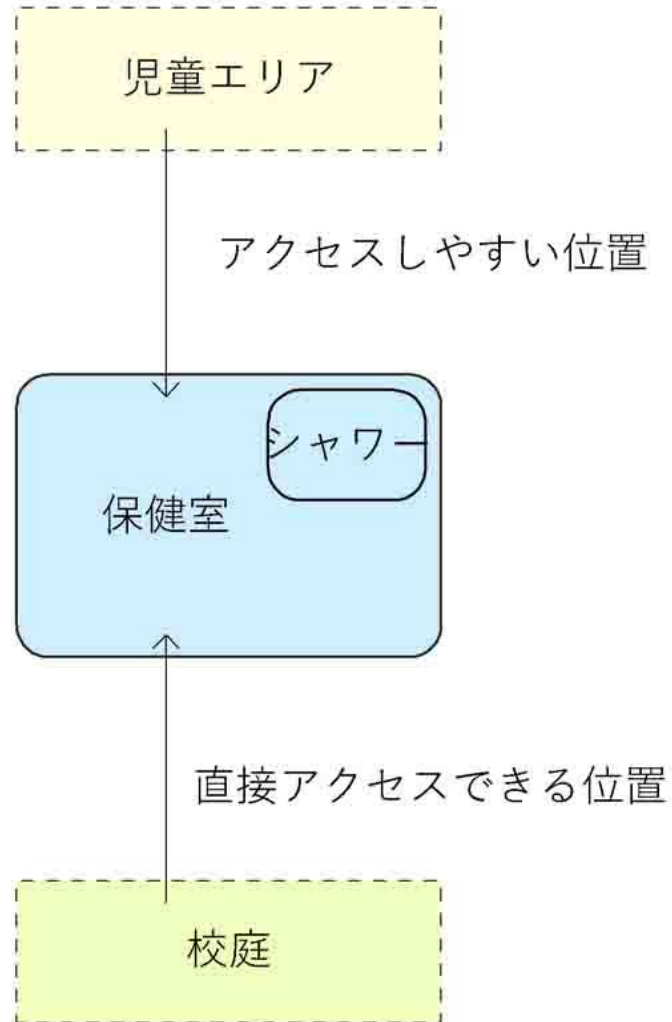 児童エリア
アクセスしやすい位置
シャワー
保健室
直接アクセスできる位置
校庭